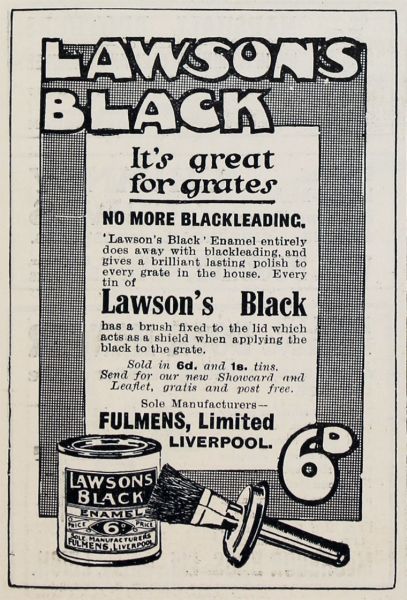 LAWSONS
BLACK
It's great
for grates
NO MORE BLACKLEADING.
'Lawson's Black' Enamel entirely
does away with blackleading, and
gives a brilliant lasting polish to
every grate in the house. Every
tin of
Lawson's Black
has a brush fixed to the lid which
acts as a shield when applying the
black to the grate.
Sold in 6d. and 1s. tins.
Send for our new Showcard and
Leaflet, gratis and post free.
Sole Manufacturers—
FULMENS, Limited
LIVERPOOL.
6D
LAWSONS
BLACK
ENAMEL
PRICE 6D PRICE
SOLE MANUFACTURERS
FULMENS, LIVERPOOL